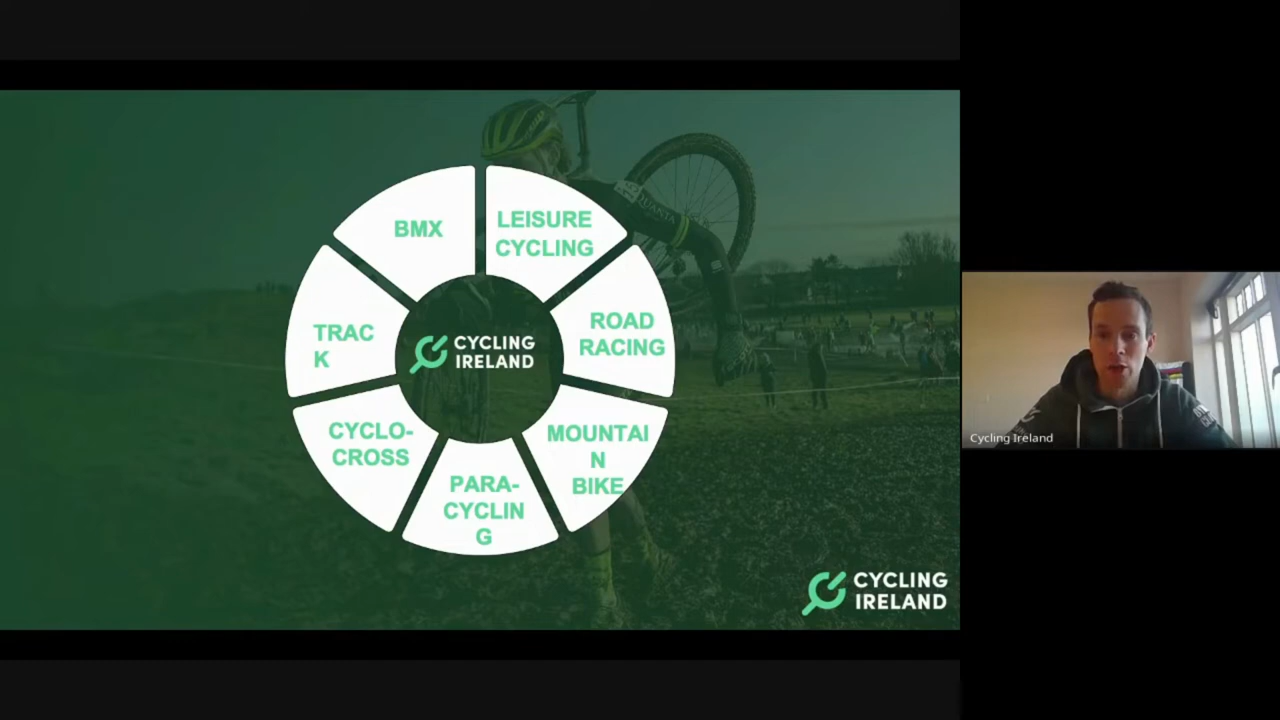 BMX
LEISURE
CYCLING
TRAC
K
ROAD
RACING
CYCLING
IRELAND
CYCLO-
CROSS
MOUNTAI
N
BIKE
PARA-
CYCLIN
G
Cycling Ireland
CYCLING
IRELAND